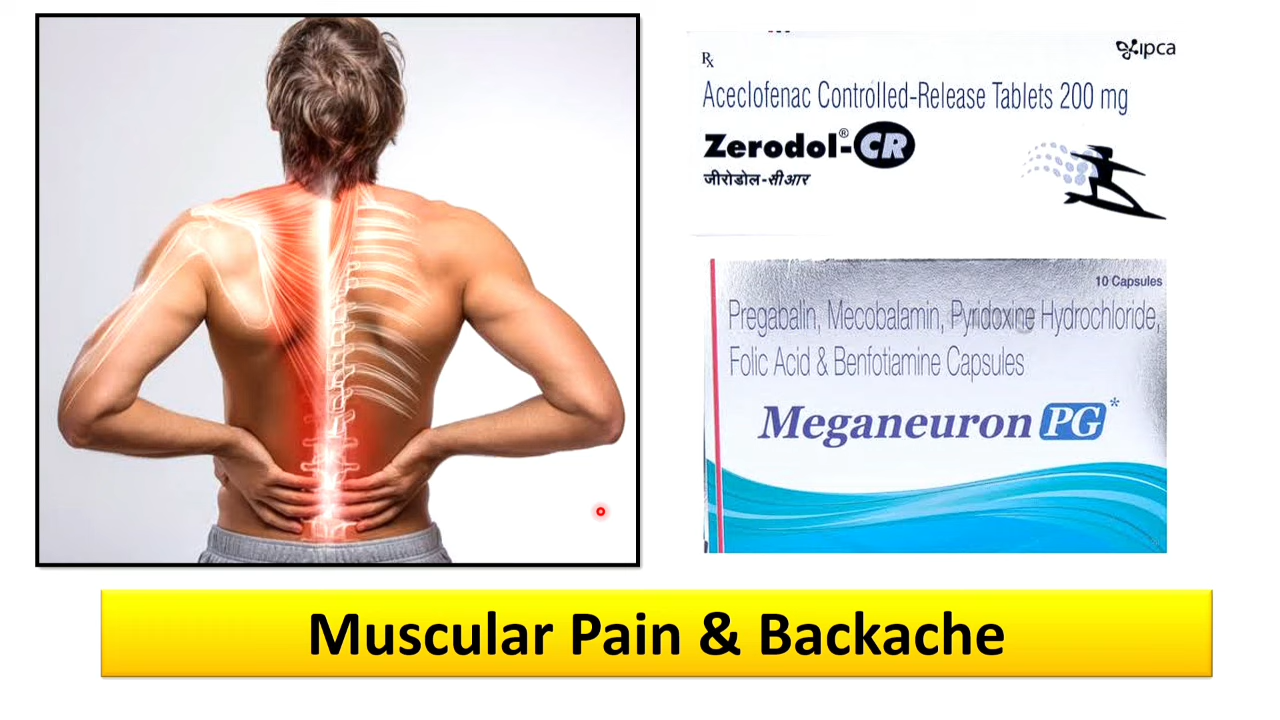 ipca
Rx
Aceclofenac Controlled-Release Tablets 200 mg
Zerodol®-CR
जीरोडोल-सीआर
10 Capsules
Pregabalin, Mecobalamin, Pyridoxine Hydrochloride,
Folic Acid & Benfotiamine Capsules
Meganeuron PG*
Muscular Pain & Backache